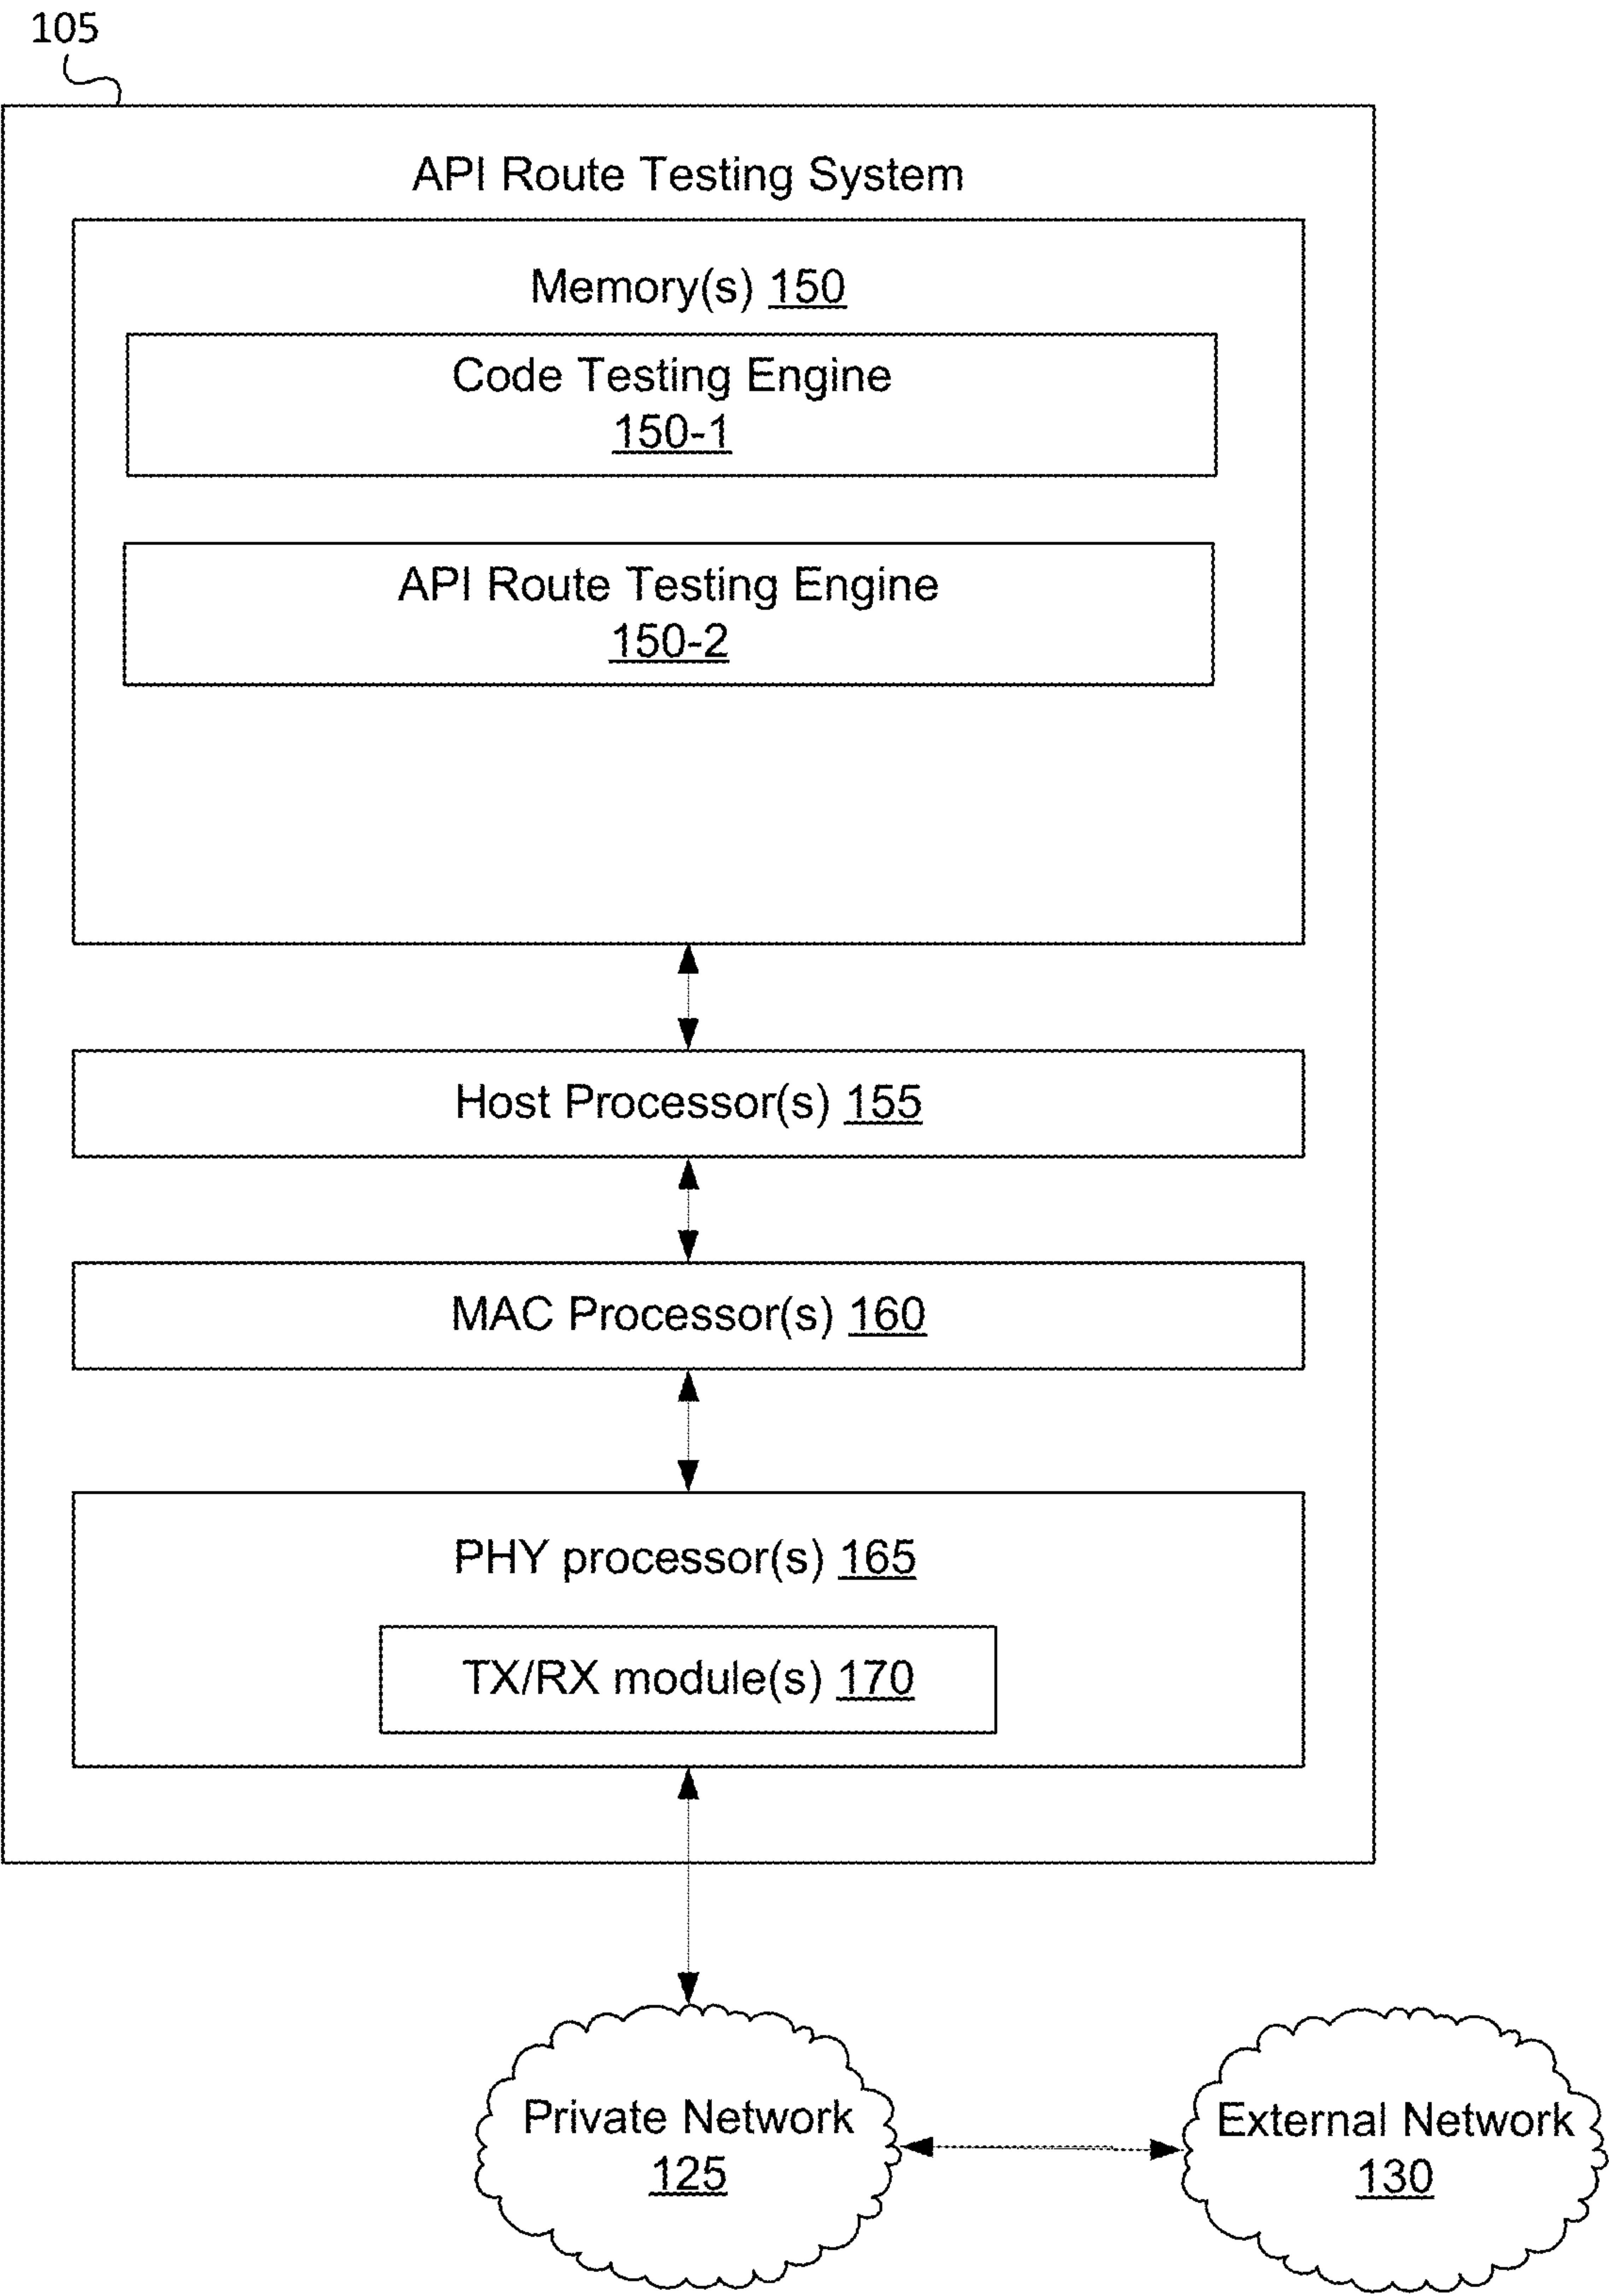 105
API Route Testing System
Memory(s) 150
Code Testing Engine
150-1
API Route Testing Engine
150-2
Host Processor(s) 155
MAC Processor(s) 160
PHY processor(s) 165
TX/RX module(s) 170
Private Network
125
External Network
130